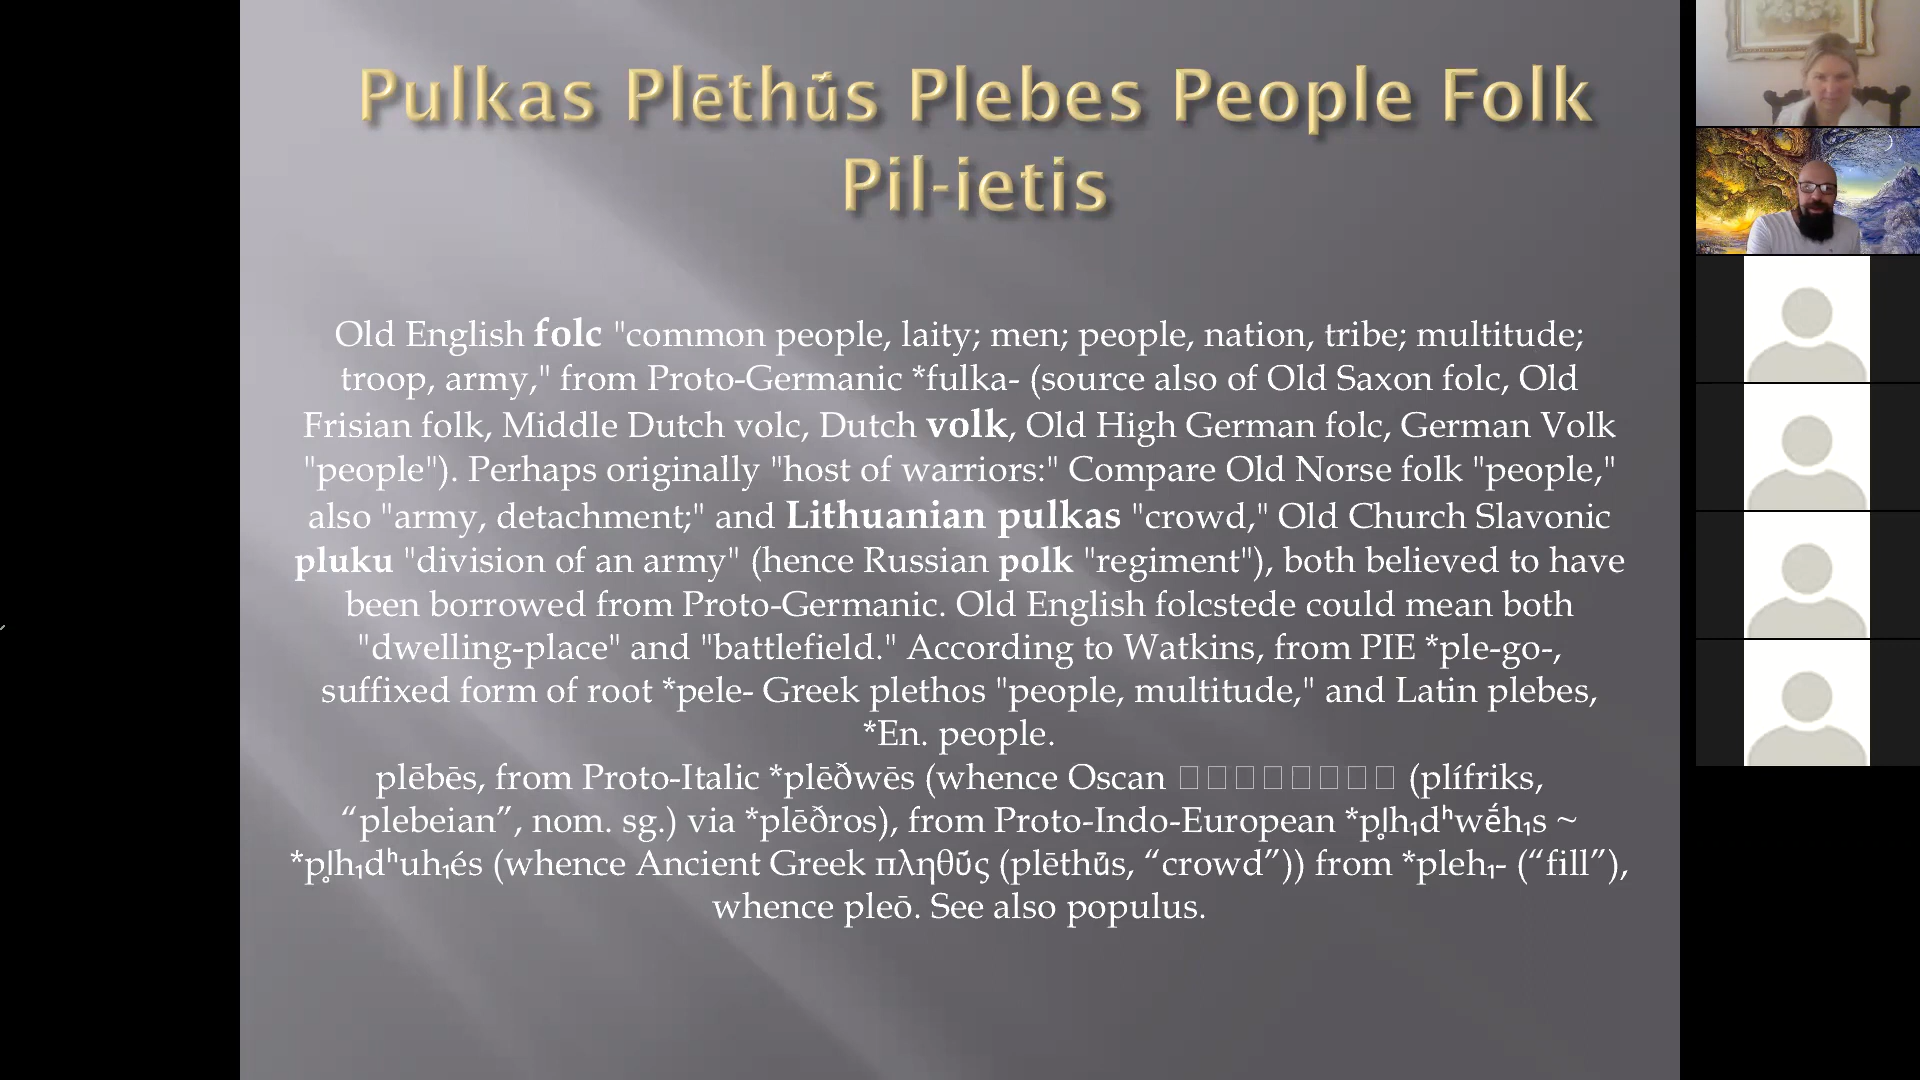 Pulkas Plēthū́s Plebes People Folk
Pil-ietis
Old English folc "common people, laity; men; people, nation, tribe; multitude;
troop, army," from Proto-Germanic *fulka- (source also of Old Saxon folc, Old
Frisian folk, Middle Dutch volc, Dutch volk, Old High German folc, German Volk
"people"). Perhaps originally "host of warriors:" Compare Old Norse folk "people,"
also "army, detachment;" and Lithuanian pulkas "crowd," Old Church Slavonic
pluku "division of an army" (hence Russian polk "regiment"), both believed to have
been borrowed from Proto-Germanic. Old English folcstede could mean both
"dwelling-place" and "battlefield." According to Watkins, from PIE *ple-go-,
suffixed form of root *pele- Greek plethos "people, multitude," and Latin plebes,
*En. people.
plēbēs, from Proto-Italic *plēðwēs (whence Oscan □□□□□□□□ (plífriks,
“plebeian”, nom. sg.) via *plēðros), from Proto-Indo-European *pl̥h₁dʰwḗh₁s ~
*pl̥h₁dʰuh₁és (whence Ancient Greek πληθῡ́ς (plēthū́s, “crowd”)) from *pleh₁- (“fill”),
whence pleō. See also populus.